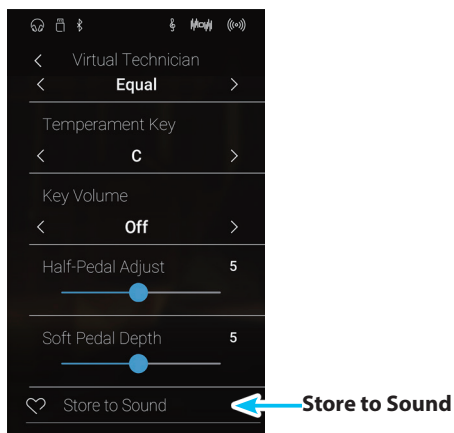 Virtual Technician
Equal
Temperament Key
C
Key Volume
Off
Half-Pedal Adjust 5
Soft Pedal Depth 5
Store to Sound Store to Sound